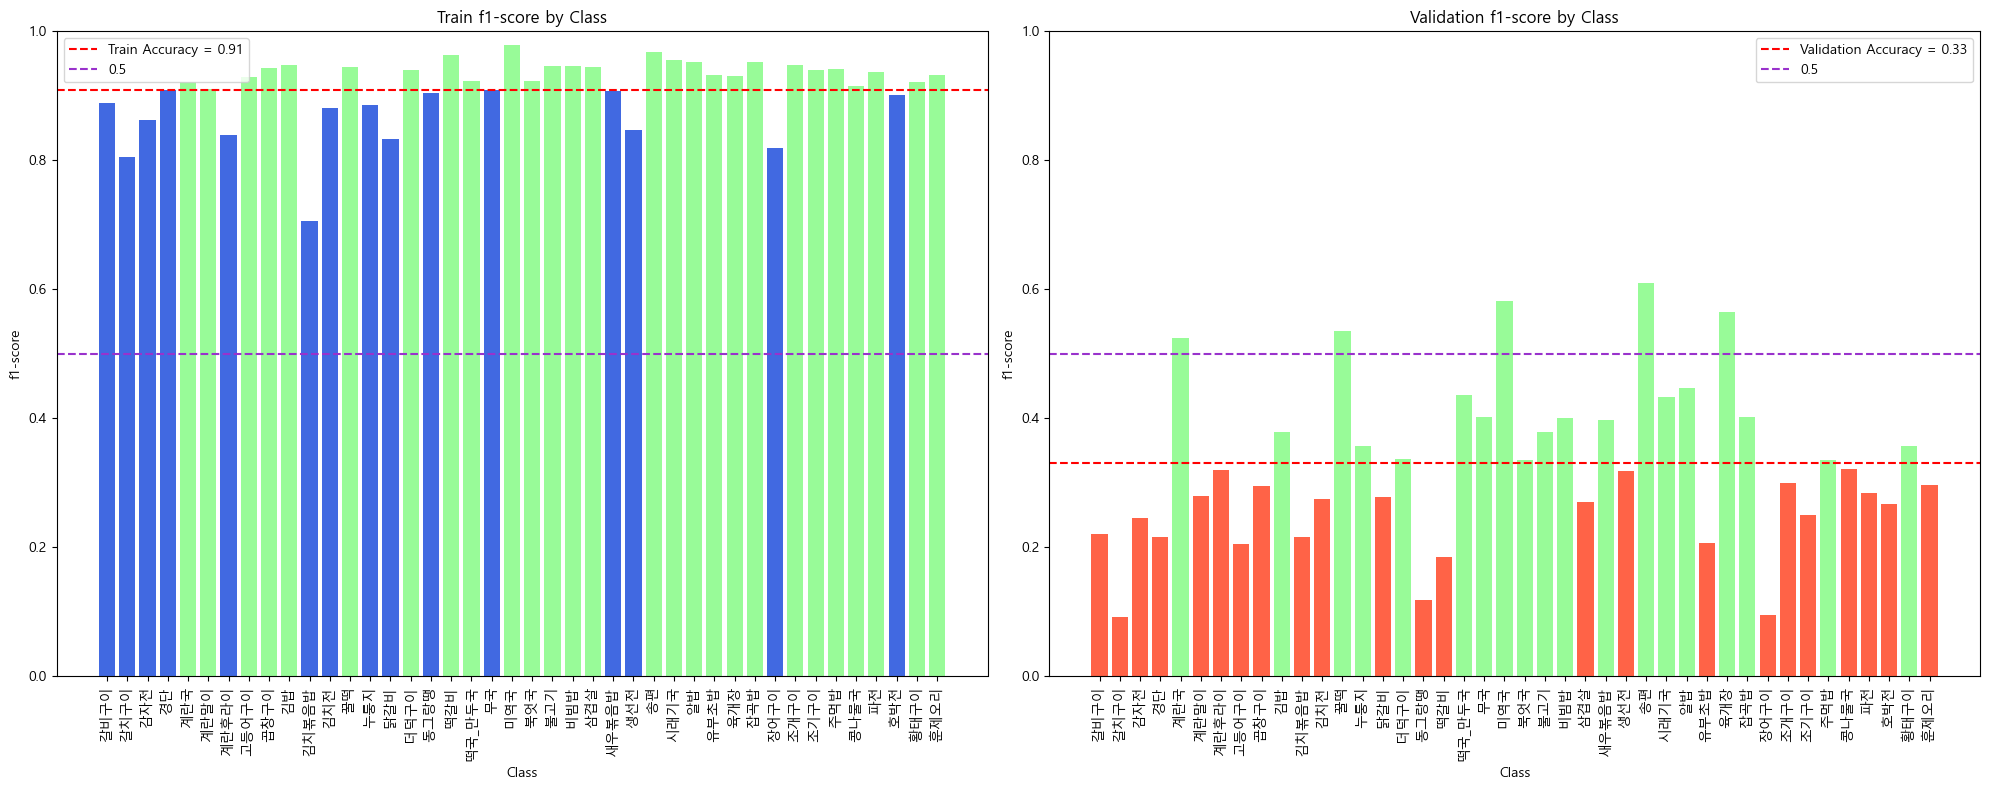 Train f1-score by Class
Train Accuracy = 0.91
0.5
f1-score
1.0
0.8
0.6
0.4
0.2
0.0
갈비구이
갈치구이
감자전
경단
계란국
계란말이
계란후라이
고등어구이
곱창구이
김밥
김치볶음밥
김치전
꿀떡
누룽지
닭갈비
더덕구이
동그랑땡
떡갈비
떡국_만두국
무국
미역국
북엇국
불고기
비빔밥
삼겹살
새우볶음밥
생선전
송편
시래기국
알밥
유부초밥
육개장
잡곡밥
장어구이
조개구이
조기구이
주먹밥
콩나물국
파전
호박전
황태구이
훈제오리
Class
Validation f1-score by Class
Validation Accuracy = 0.33
0.5
f1-score
1.0
0.8
0.6
0.4
0.2
0.0
갈비구이
갈치구이
감자전
경단
계란국
계란말이
계란후라이
고등어구이
곱창구이
김밥
김치볶음밥
김치전
꿀떡
누룽지
닭갈비
더덕구이
동그랑땡
떡갈비
떡국_만두국
무국
미역국
북엇국
불고기
비빔밥
삼겹살
새우볶음밥
생선전
송편
시래기국
알밥
유부초밥
육개장
잡곡밥
장어구이
조개구이
조기구이
주먹밥
콩나물국
파전
호박전
황태구이
훈제오리
Class